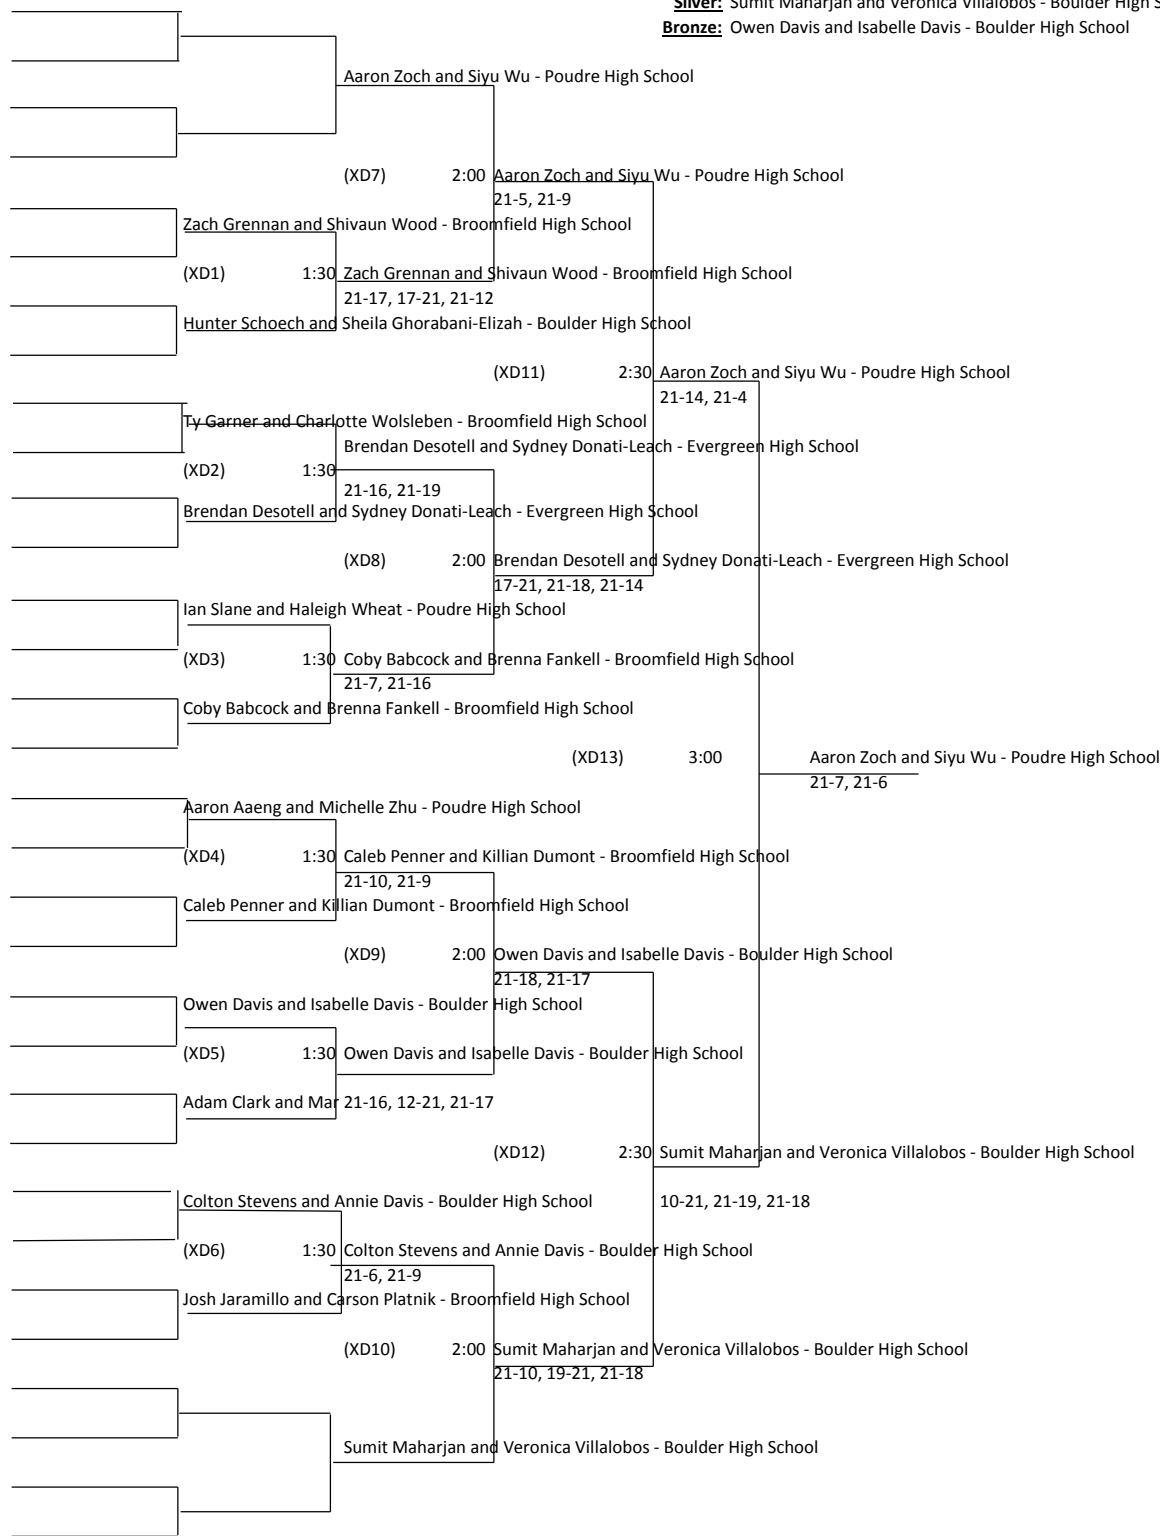 Silver: Sumit Maharjan and Veronica Villalobos - Boulder High
Bronze: Owen Davis and Isabelle Davis - Boulder High School
Aaron Zoch and Siyu Wu - Poudre High School
(XD7) 2:00 Aaron Zoch and Siyu Wu - Poudre High School
21-5, 21-9
Zach Grennan and Shivaun Wood - Broomfield High School
(XD1) 1:30 Zach Grennan and Shivaun Wood - Broomfield High School
21-17, 17-21, 21-12
Hunter Schoech and Sheila Ghorabani-Elizah - Boulder High School
(XD11) 2:30 Aaron Zoch and Siyu Wu - Poudre High School
21-14, 21-4
Ty Garner and Charlotte Wolsleben - Broomfield High School
Brendan Desotell and Sydney Donati-Leach - Evergreen High School
(XD2) 1:30
21-16, 21-19
Brendan Desotell and Sydney Donati-Leach - Evergreen High School
(XD8) 2:00 Brendan Desotell and Sydney Donati-Leach - Evergreen High School
17-21, 21-18, 21-14
Ian Slane and Haleigh Wheat - Poudre High School
(XD3) 1:30 Coby Babcock and Brenna Fankell - Broomfield High School
21-7, 21-16
Coby Babcock and Brenna Fankell - Broomfield High School
(XD13) 3:00 Aaron Zoch and Siyu Wu - Poudre High School
21-7, 21-6
Aaron Aaeng and Michelle Zhu - Poudre High School
(XD4) 1:30 Caleb Penner and Killian Dumont - Broomfield High School
21-10, 21-9
Caleb Penner and Killian Dumont - Broomfield High School
(XD9) 2:00 Owen Davis and Isabelle Davis - Boulder High School
21-18, 21-17
Owen Davis and Isabelle Davis - Boulder High School
(XD5) 1:30 Owen Davis and Isabelle Davis - Boulder High School
Adam Clark and Mar 21-16, 12-21, 21-17
(XD12) 2:30 Sumit Maharjan and Veronica Villalobos - Boulder High School
Colton Stevens and Annie Davis - Boulder High School 10-21, 21-19, 21-18
(XD6) 1:30 Colton Stevens and Annie Davis - Boulder High School
21-6, 21-9
Josh Jaramillo and Carson Platnik - Broomfield High School
(XD10) 2:00 Sumit Maharjan and Veronica Villalobos - Boulder High School
21-10, 19-21, 21-18
Sumit Maharjan and Veronica Villalobos - Boulder High School